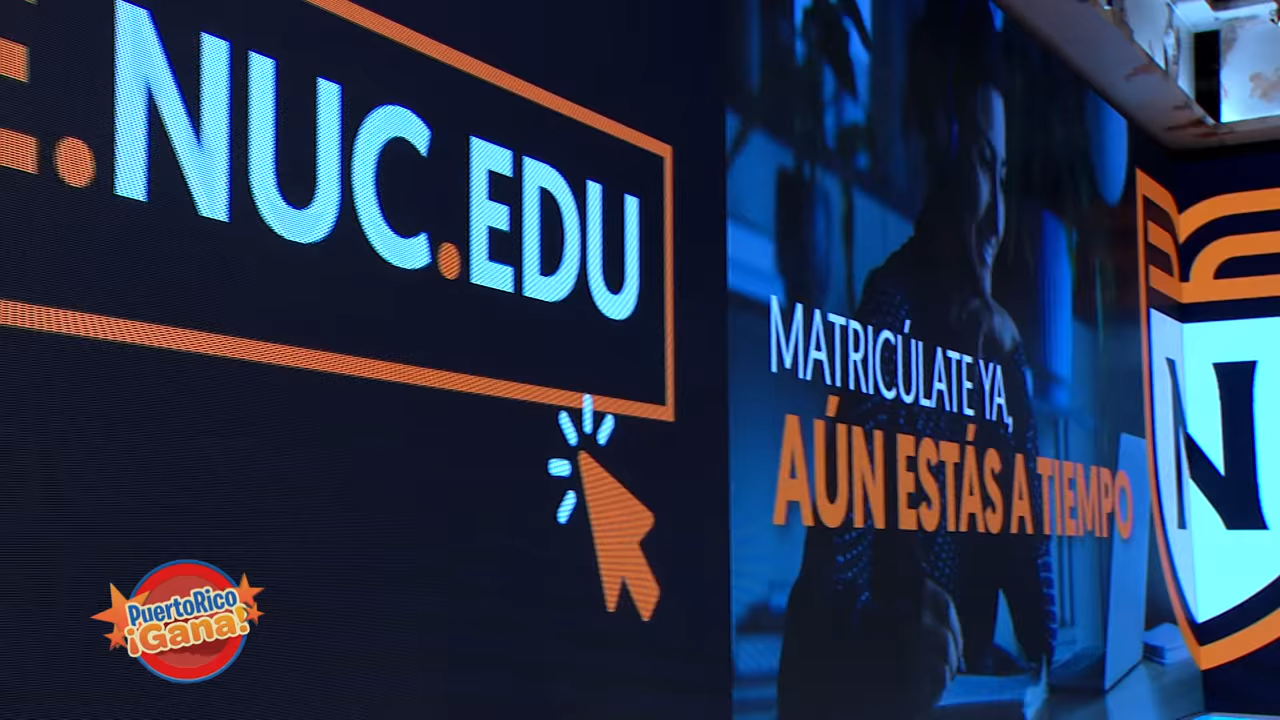 E.NUC.EDU
MATRICÚLATE YA,
AÚN ESTÁS A TIEMPO
N
PuertoRico
¡Gana!